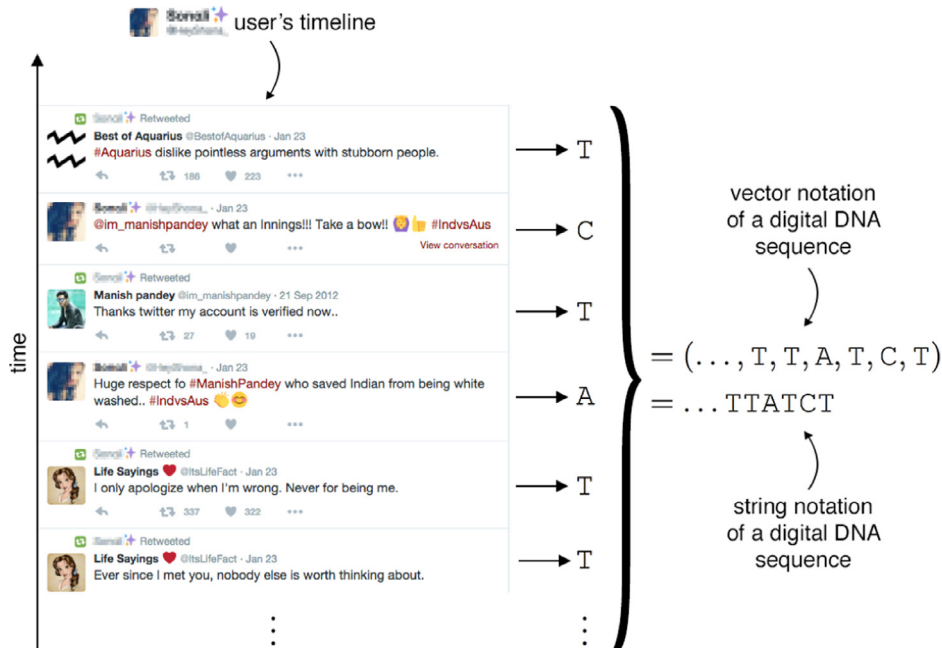 user's timeline
Retweeted
Best of Aquarius @BestofAquarius · Jan 23
#Aquarius dislike pointless arguments with stubborn people.
186 223
T
· Jan 23
@im_manishpandey what an Innings!!! Take a bow!! #IndvsAus
View conversation
C
Retweeted
Manish pandey @im_manishpandey · 21 Sep 2012
Thanks twitter my account is verified now..
27 19
T
· Jan 23
Huge respect fo #ManishPandey who saved Indian from being white
washed.. #IndvsAus
1
A
Retweeted
Life Sayings @ItsLifeFact · Jan 23
I only apologize when I'm wrong. Never for being me.
337 322
T
Retweeted
Life Sayings @ItsLifeFact · Jan 23
Ever since I met you, nobody else is worth thinking about.
T
time
vector notation
of a digital DNA
sequence
= (..., T, T, A, T, C, T)
= ...TTATCT
string notation
of a digital DNA
sequence